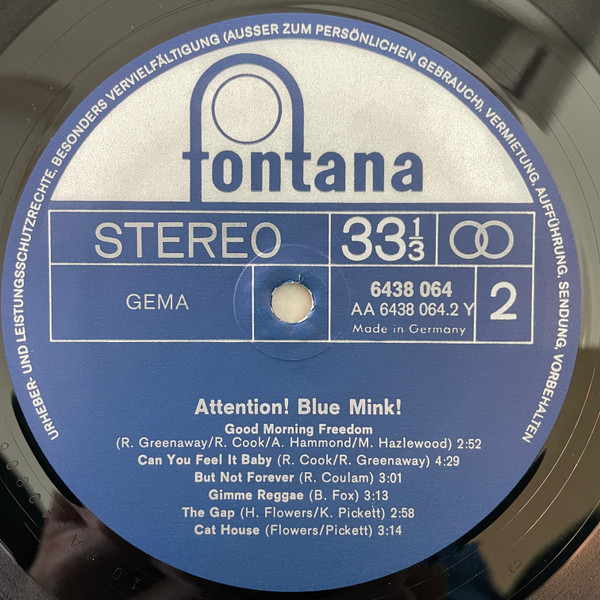 URHEBER- UND LEISTUNGSSCHUTZRECHTE, BESONDERS VERVIELFÄLTIGUNG (AUSSER ZUM PERSÖNLICHEN GEBRAUCH), VERMIETUNG, AUFFÜHRUNG, SENDUNG, VORBEHALTEN
fontana
STEREO 33 1/3
GEMA
6438 064
AA 6438 064.2 Y
Made in Germany
2
Attention! Blue Mink!
Good Morning Freedom
(R. Greenaway/R. Cook/A. Hammond/M. Hazlewood) 2:52
Can You Feel It Baby (R. Cook/R. Greenaway) 4:29
But Not Forever (R. Coulam) 3:01
Gimme Reggae (B. Fox) 3:13
The Gap (H. Flowers/K. Pickett) 2:58
Cat House (Flowers/Pickett) 3:14